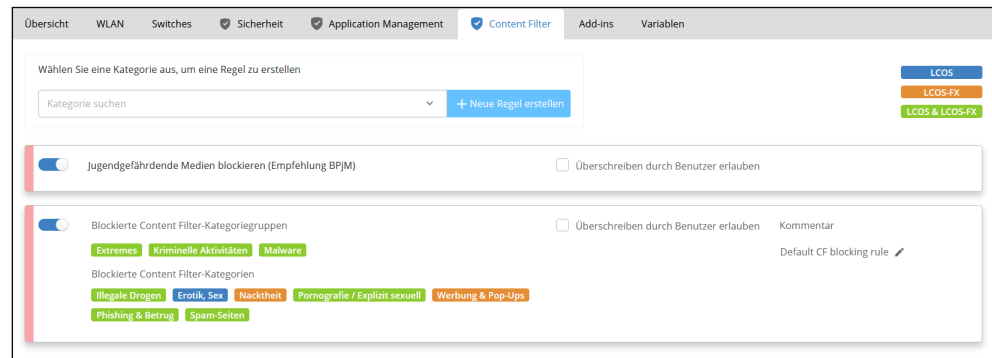 Übersicht WLAN Switches Sicherheit Application Management Content Filter Add-ins Variablen
Wählen Sie eine Kategorie aus, um eine Regel zu erstellen
Kategorie suchen
+ Neue Regel erstellen
LCOS
LCOS-FX
LCOS & LCOS-FX
Jugendgefährdende Medien blockieren (Empfehlung BPjM) Überschreiben durch Benutzer erlauben
Blockierte Content Filter-Kategoriegruppen Überschreiben durch Benutzer erlauben Kommentar
Extremes Kriminelle Aktivitäten Malware Default CF blocking rule
Blockierte Content Filter-Kategorien
Illegale Drogen Erotik, Sex Nacktheit Pornografie / Explizit sexuell Werbung & Pop-Ups
Phishing & Betrug Spam-Seiten